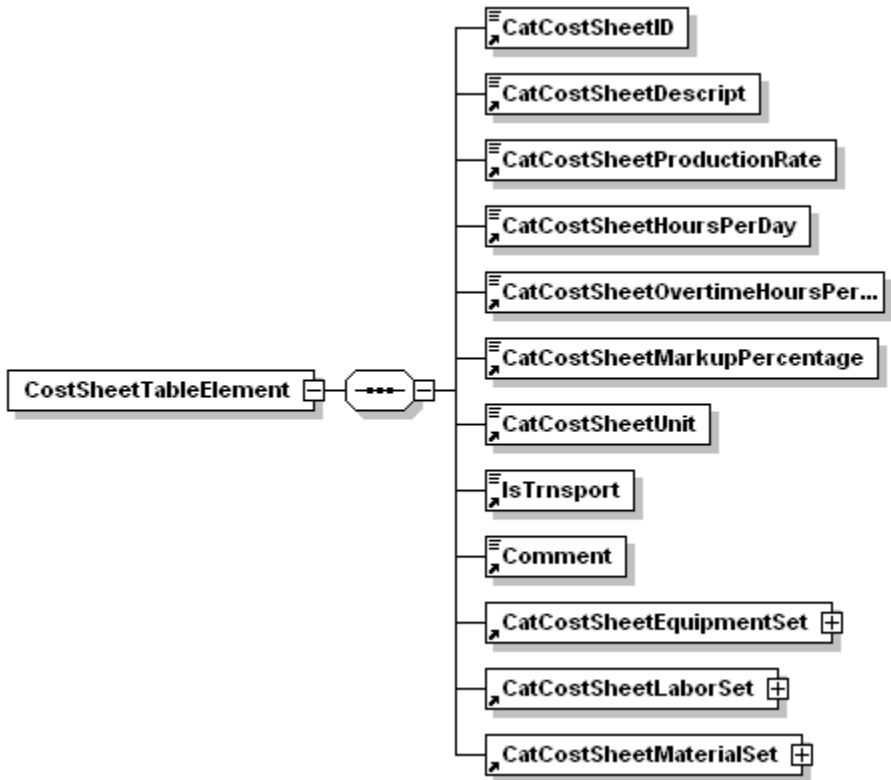 CatCostSheetID
CatCostSheetDescript
CatCostSheetProductionRate
CatCostSheetHoursPerDay
CatCostSheetOvertimeHoursPer...
CatCostSheetMarkupPercentage
CostSheetTableElement
CatCostSheetUnit
IsTrnsport
Comment
CatCostSheetEquipmentSet
CatCostSheetLaborSet
CatCostSheetMaterialSet